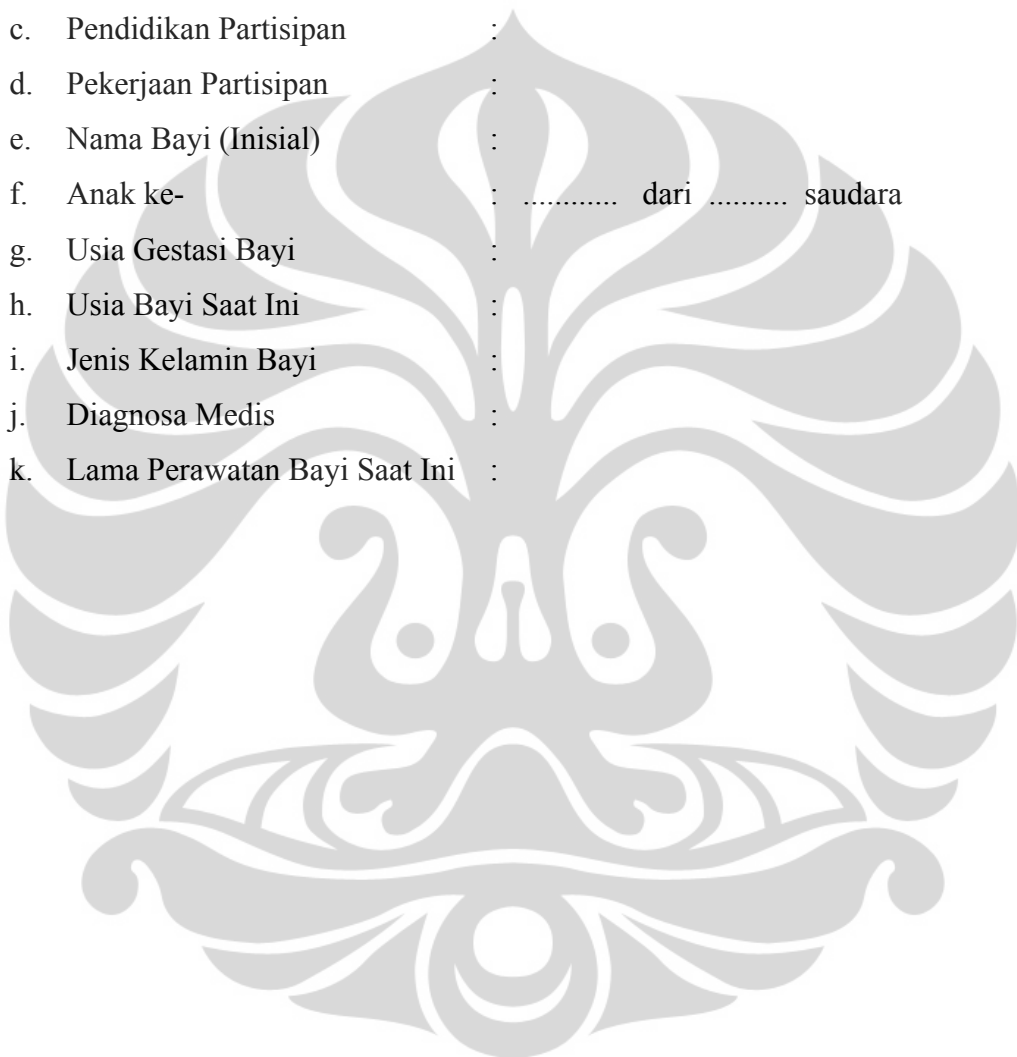 c. Pendidikan Partisipan :
d. Pekerjaan Partisipan :
e. Nama Bayi (Inisial) :
f. Anak ke- : ............ dari .......... saudara
g. Usia Gestasi Bayi :
h. Usia Bayi Saat Ini :
i. Jenis Kelamin Bayi :
j. Diagnosa Medis :
k. Lama Perawatan Bayi Saat Ini :